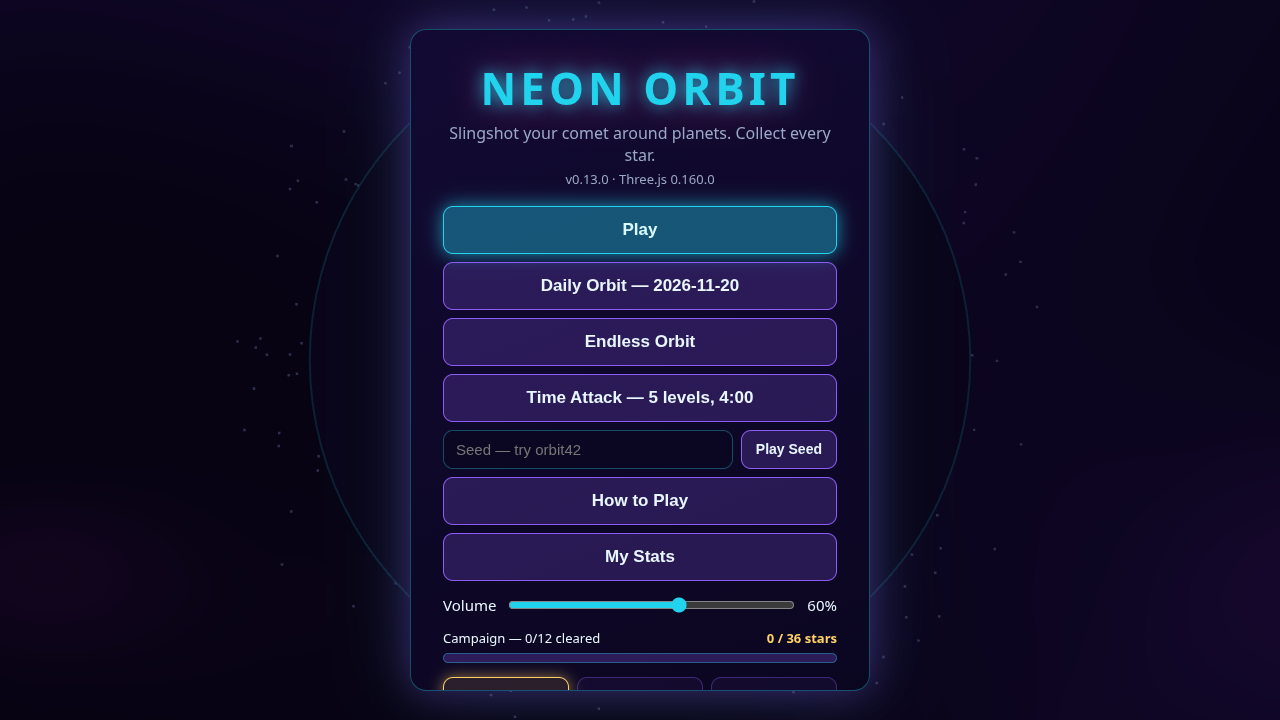 NEON ORBIT
Slingshot your comet around planets. Collect every
star.
v0.13.0 · Three.js 0.160.0
Play
Daily Orbit — 2026-11-20
Endless Orbit
Time Attack — 5 levels, 4:00
Seed — try orbit42
Play Seed
How to Play
My Stats
Volume 60%
Campaign — 0/12 cleared 0 / 36 stars